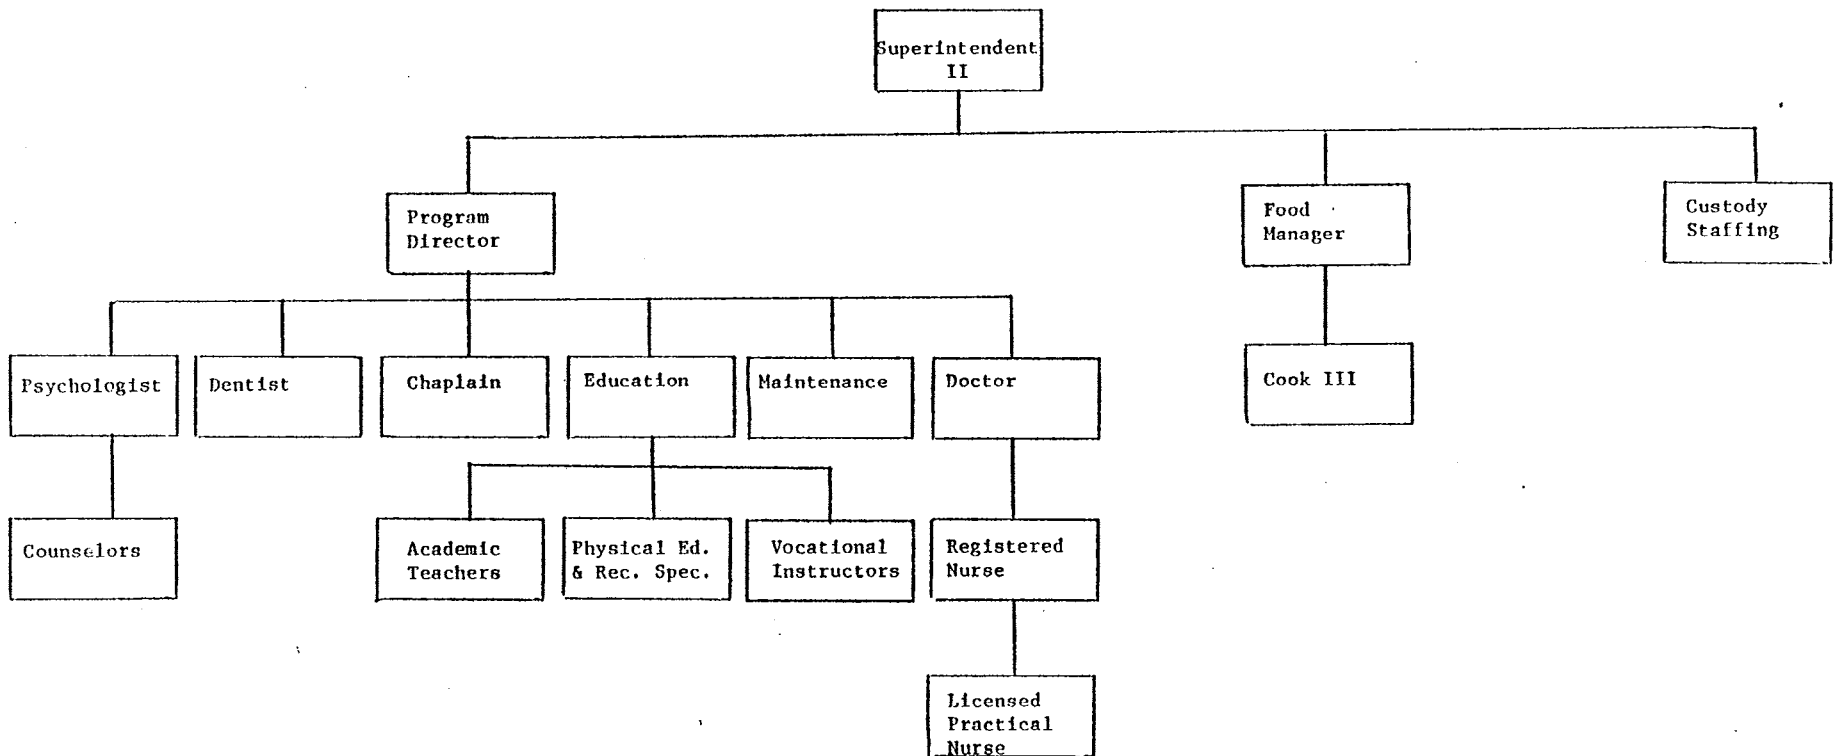 Superintendent
II
Program
Director
Food
Manager
Custody
Staffing
Psychologist
Dentist
Chaplain
Education
Maintenance
Doctor
Cook III
Counselors
Academic
Teachers
Physical Ed.
& Rec. Spec.
Vocational
Instructors
Registered
Nurse
Licensed
Practical
Nurse